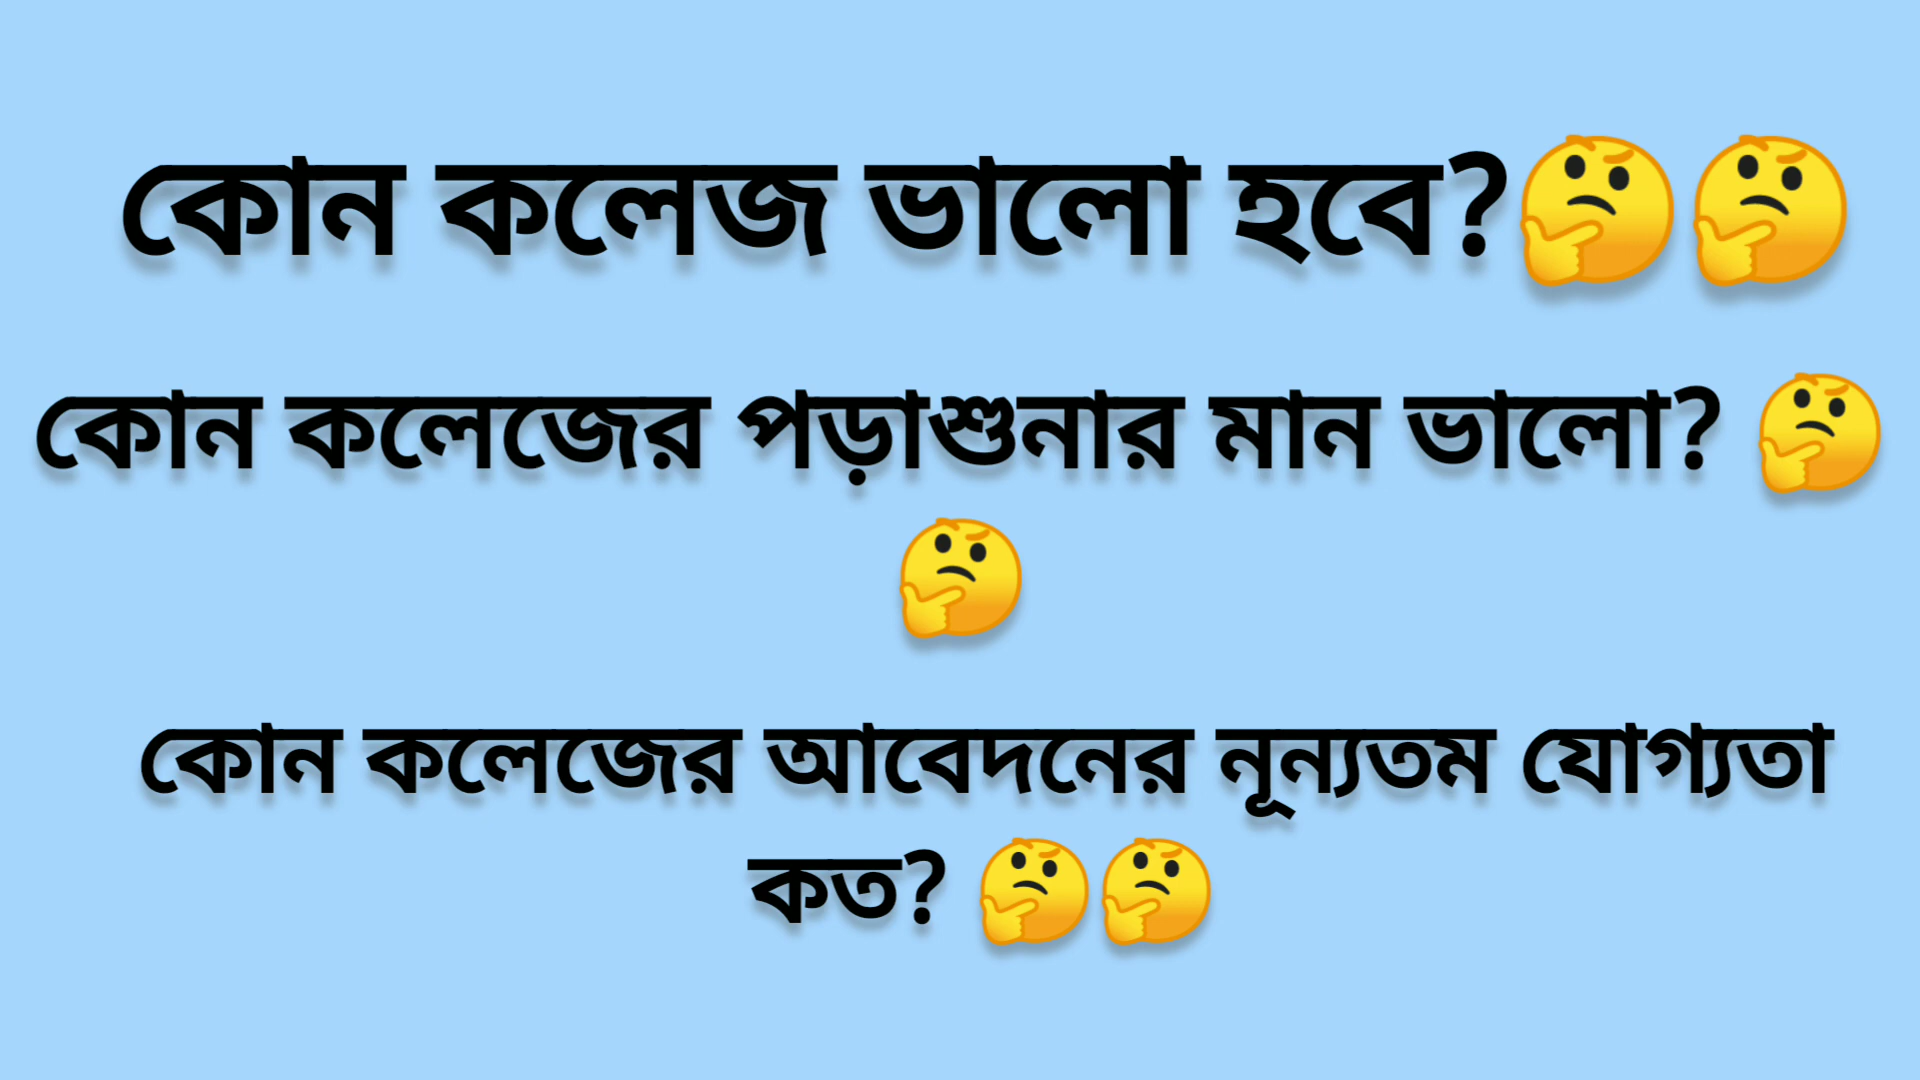 কোন কলেজ ভালো হবে?🤔🤔
কোন কলেজের পড়াশুনার মান ভালো? 🤔
🤔
কোন কলেজের আবেদনের নূন্যতম যোগ্যতা
কত? 🤔🤔